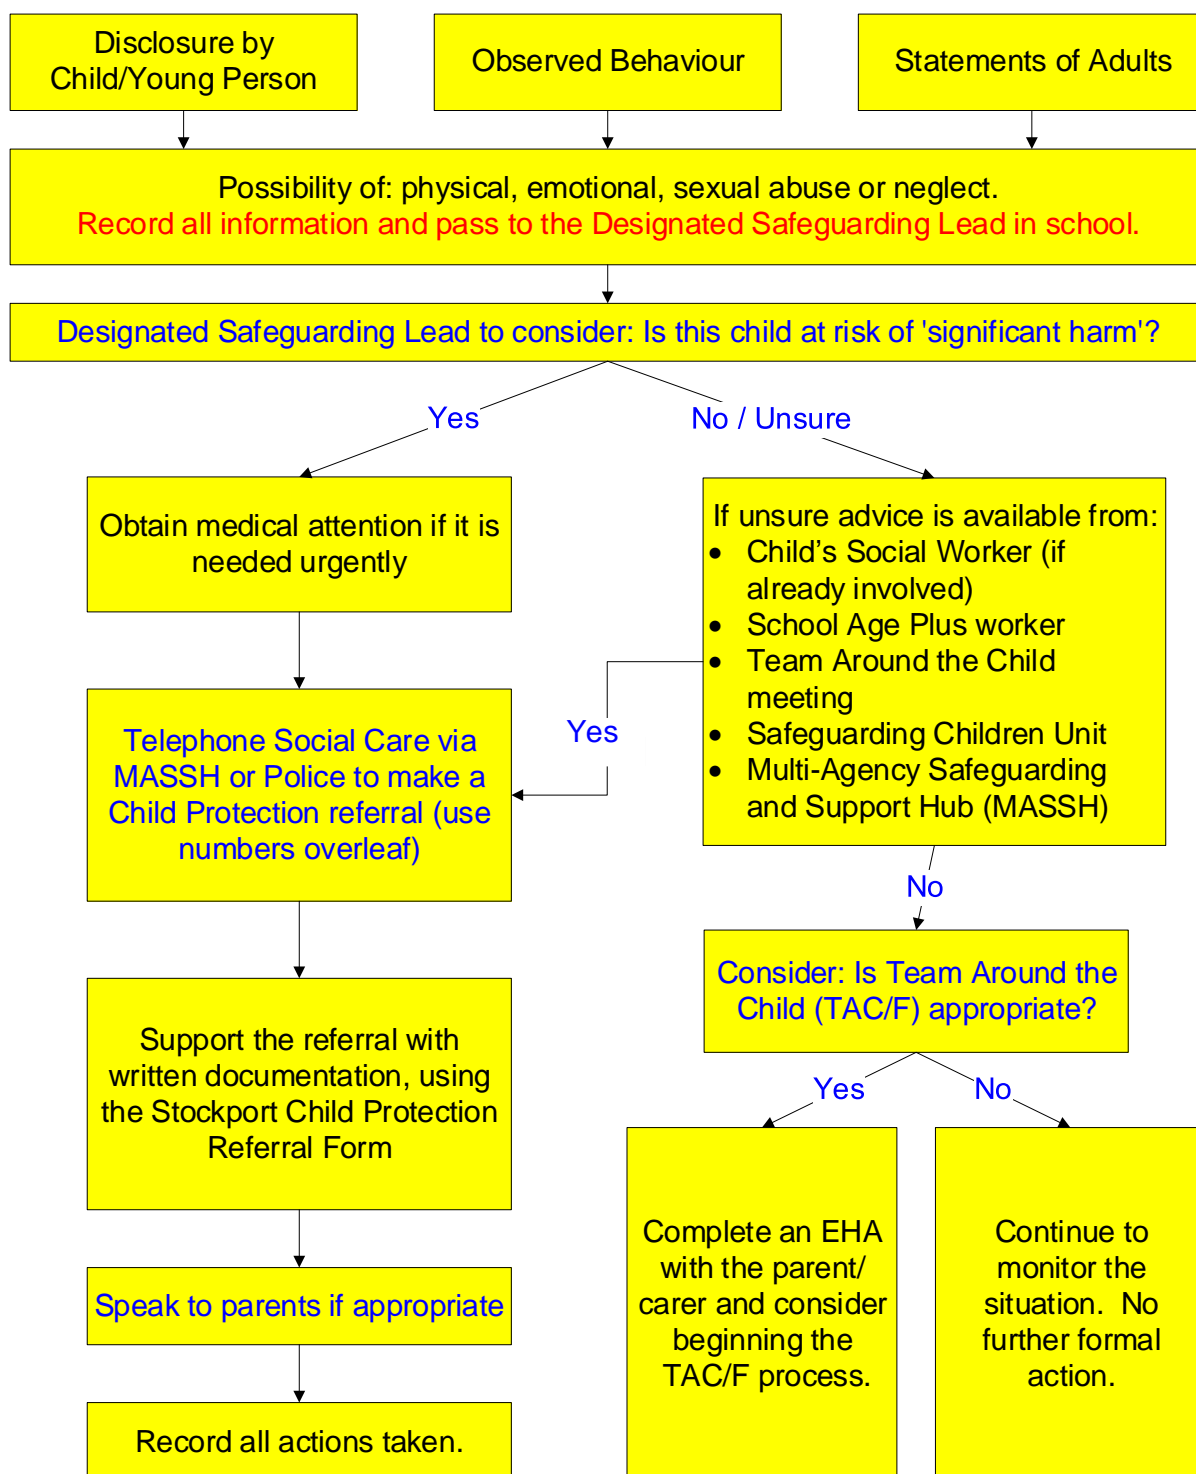 Disclosure by
Child/Young Person
Observed Behaviour
Statements of Adults
Possibility of: physical, emotional, sexual abuse or neglect.
Record all information and pass to the Designated Safeguarding Lead in school.
Designated Safeguarding Lead to consider: Is this child at risk of 'significant harm'?
Yes
No / Unsure
Obtain medical attention if it is
needed urgently
If unsure advice is available from:
• Child’s Social Worker (if
already involved)
• School Age Plus worker
• Team Around the Child
meeting
• Safeguarding Children Unit
• Multi-Agency Safeguarding
and Support Hub (MASSH)
Yes
Telephone Social Care via
MASSH or Police to make a
Child Protection referral (use
numbers overleaf)
No
Consider: Is Team Around the
Child (TAC/F) appropriate?
Support the referral with
written documentation, using
the Stockport Child Protection
Referral Form
Yes
No
Complete an EHA
with the parent/
carer and consider
beginning the
TAC/F process.
Continue to
monitor the
situation. No
further formal
action.
Speak to parents if appropriate
Record all actions taken.